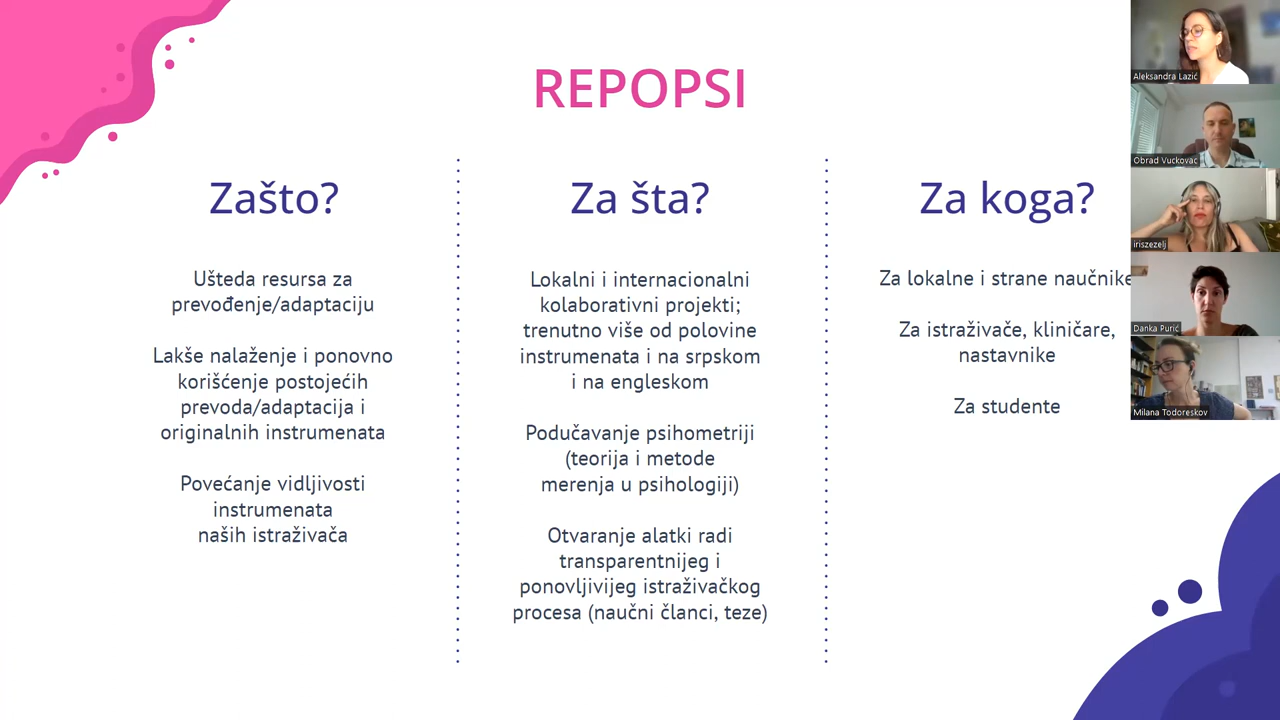 REPOPSI
Zašto?
Ušteda resursa za
prevođenje/adaptaciju
Lakše nalaženje i ponovno
korišćenje postojećih
prevoda/adaptacija i
originalnih instrumenata
Povećanje vidljivosti
instrumenata
naših istraživača
Za šta?
Lokalni i internacionalni
kolaborativni projekti;
trenutno više od polovine
instrumenata i na srpskom
i na engleskom
Podučavanje psihometriji
(teorija i metode
merenja u psihologiji)
Otvaranje alatki radi
transparentnijeg i
ponovljivijeg istraživačkog
procesa (naučni članci, teze)
Za koga?
Za lokalne i strane naučnike
Za istraživače, kliničare,
nastavnike
Za studente
Aleksandra Lazić
Obrad Vuckovac
iriszezelj
Danka Purić
Milana Todoreskov